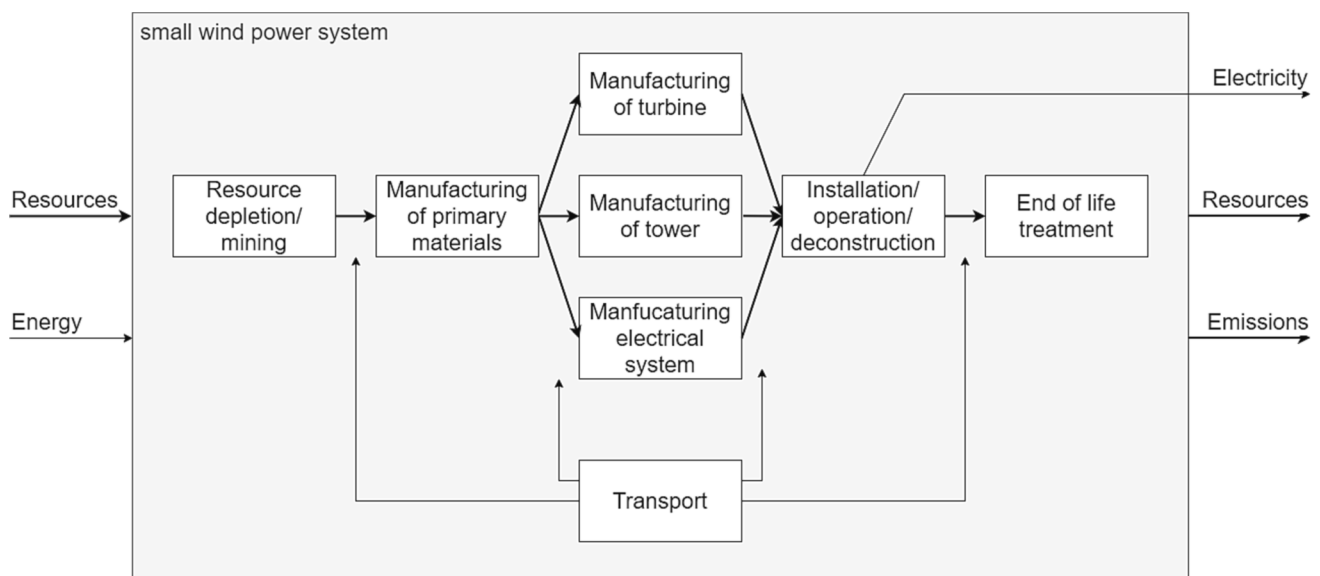 small wind power system
Manufacturing
of turbine
Electricity
Resources
Resource
depletion/
mining
Manufacturing
of primary
materials
Manufacturing
of tower
Installation/
operation/
deconstruction
End of life
treatment
Resources
Energy
Manfucaturing
electrical
system
Emissions
Transport